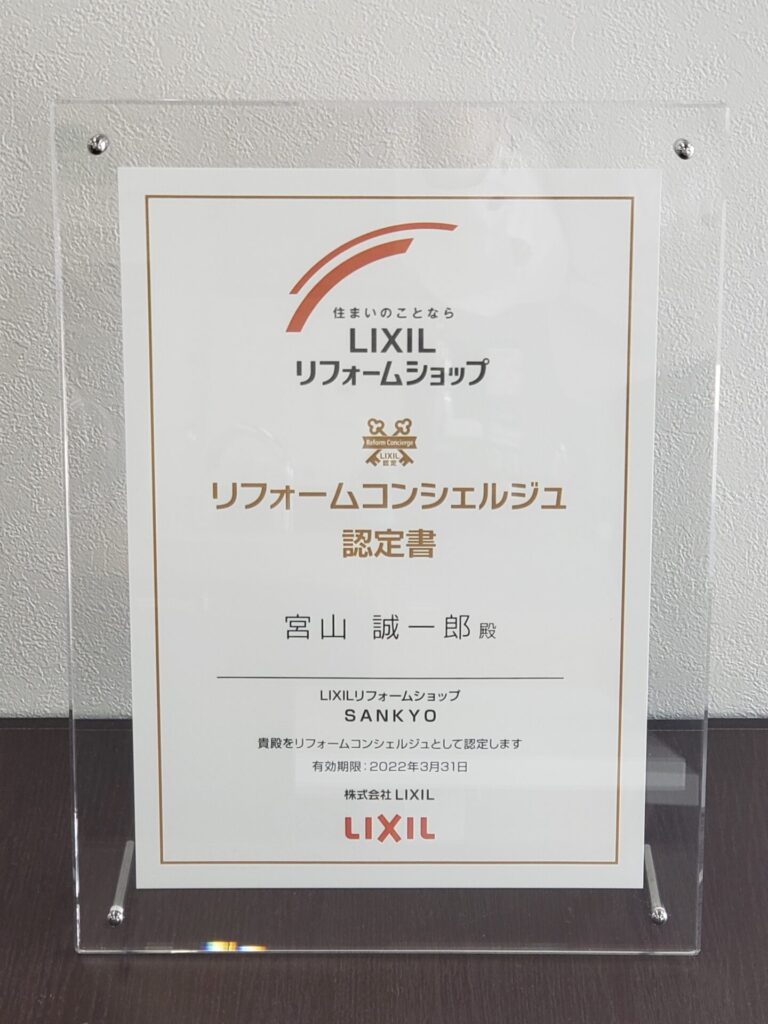 住まいのことなら
LIXIL
リフォームショップ
Reform Concierge
LIXIL
認定
リフォームコンシェルジュ
認定書
宮山 誠一郎 殿
LIXILリフォームショップ
SANKYO
貴殿をリフォームコンシェルジュとして認定します
有効期限:2022年3月31日
株式会社 LIXIL
LIXIL